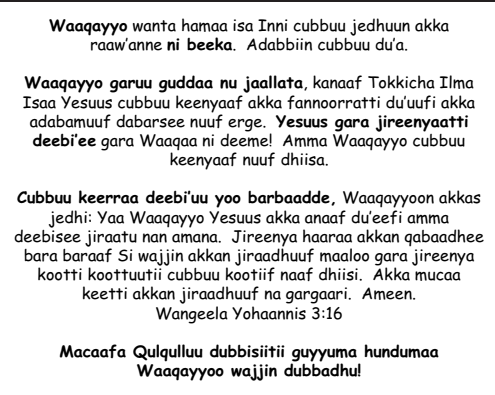 Waaqayyo wanta hamaa isa Inni cubbuu jedhuun akka
raaw'anne ni beeka. Adabbiin cubbuu du'a.
Waaqayyo garuu guddaa nu jaallata, kanaaf Tokkicha Ilma
Isaa Yesuus cubbuu keenyaaf akka fannoorratti du'uufi akka
adabamuuf dabarsee nuuf erge. Yesuus gara jireenyaatti
deebi'ee gara Waaqaa ni deeme! Amma Waaqayyo cubbuu
keenyaaf nuuf dhiisa.
Cubbuu keerraa deebi'uu yoo barbaadde, Waaqayyoon akkas
jedhi: Yaa Waaqayyo Yesuus akka anaaf du'eefi amma
deebisee jiraatu nan amana. Jireenya haaraa akkan qabaadhee
bara baraaf Si wajjin akkan jiraadhuuf maaloo gara jireenya
kootti koottuutii cubbuu kootiif naaf dhiisi. Akka mucaa
keetti akkan jiraadhuuf na gargaari. Ameen.
Wangeela Yohaannis 3:16
Macaafa Qulqulluu dubbisiitii guyyuma hundumaa
Waaqayyoo wajjin dubbadhu!